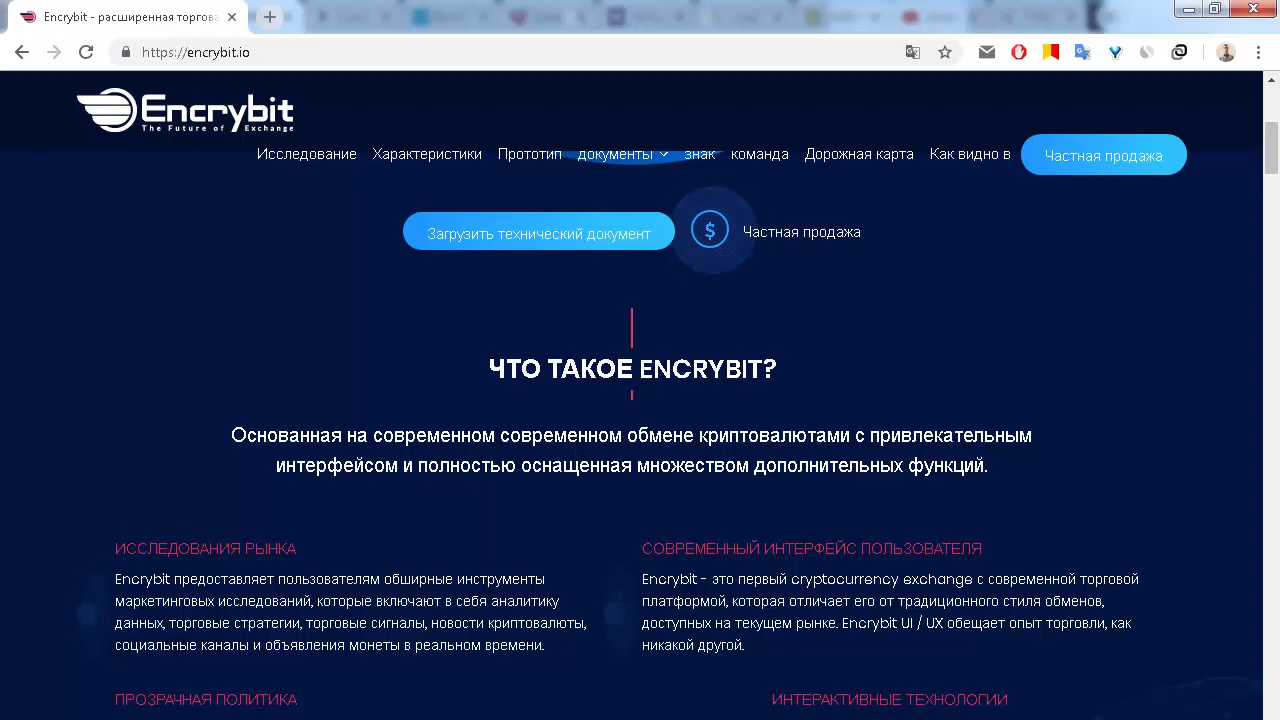 Encrybit - расширенная торгова
https://encrybit.io
Encrybit
The Future of Exchange
Исследование Характеристики Прототип документы знак команда Дорожная карта Как видно в Частная продажа
Загрузить технический документ $ Частная продажа
ЧТО ТАКОЕ ENCRYBIT?
Основанная на современном современном обмене криптовалютами с привлекательным
интерфейсом и полностью оснащенная множеством дополнительных функций.
ИССЛЕДОВАНИЯ РЫНКА
Encrybit предоставляет пользователям обширные инструменты
маркетинговых исследований, которые включают в себя аналитику
данных, торговые стратегии, торговые сигналы, новости криптовалюты,
социальные каналы и объявления монеты в реальном времени.
СОВРЕМЕННЫЙ ИНТЕРФЕЙС ПОЛЬЗОВАТЕЛЯ
Encrybit - это первый cryptocurrency exchange с современной торговой
платформой, которая отличает его от традиционного стиля обменов,
доступных на текущем рынке. Encrybit UI / UX обещает опыт торговли, как
никакой другой.
ПРОЗРАЧНАЯ ПОЛИТИКА
ИНТЕРАКТИВНЫЕ ТЕХНОЛОГИИ